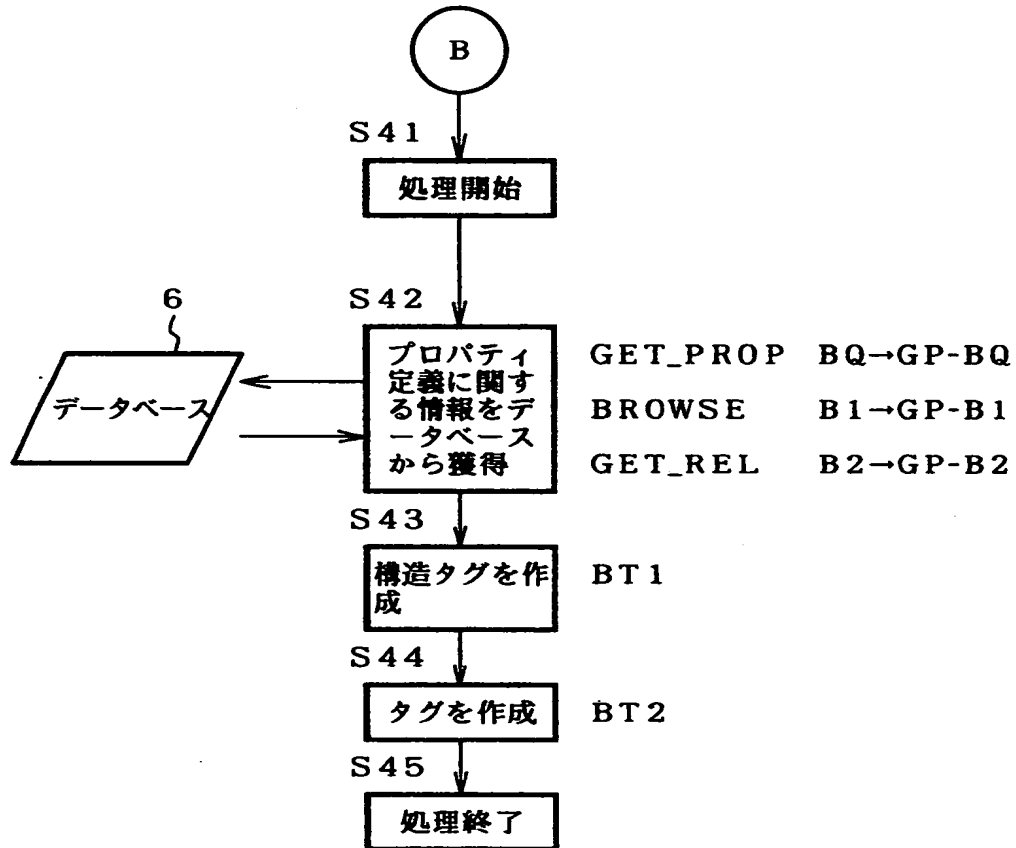 B
S41
処理開始
S42
6
データベース
プロパティ
定義に関す
る情報をデ
ータベース
から獲得
GET_PROP BQ→GP-BQ
BROWSE B1→GP-B1
GET_REL B2→GP-B2
S43
構造タグを作
成
BT1
S44
タグを作成
BT2
S45
処理終了